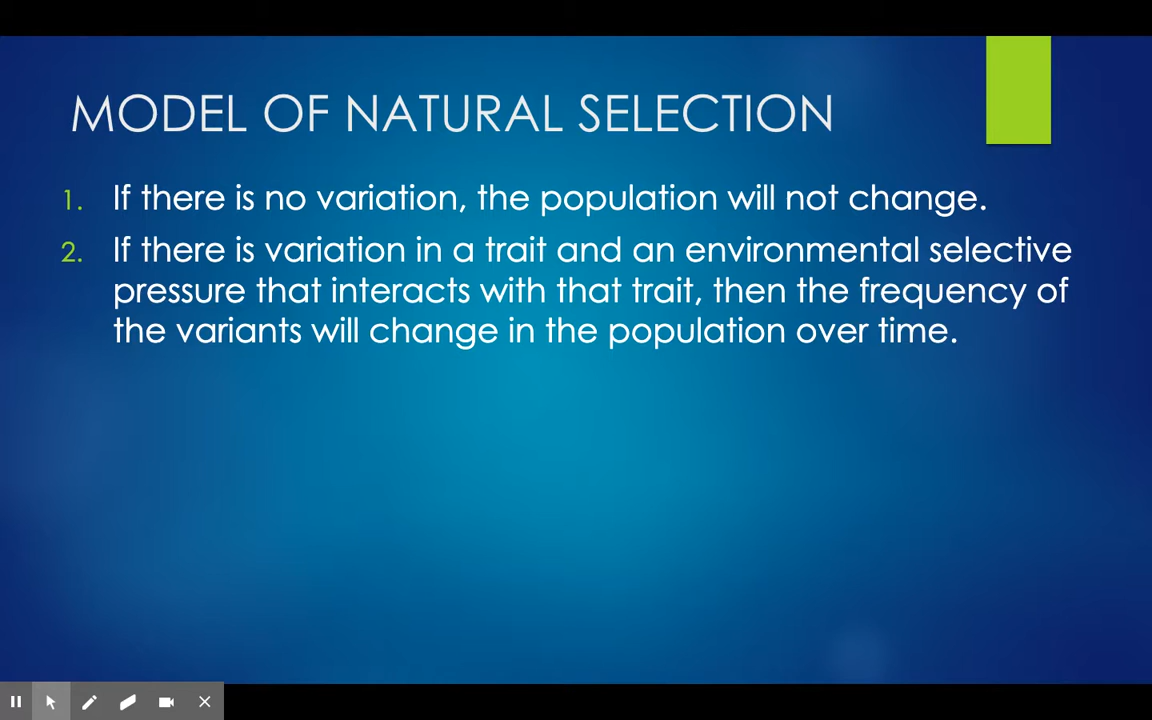 MODEL OF NATURAL SELECTION
1. If there is no variation, the population will not change.
2. If there is variation in a trait and an environmental selective
pressure that interacts with that trait, then the frequency of
the variants will change in the population over time.